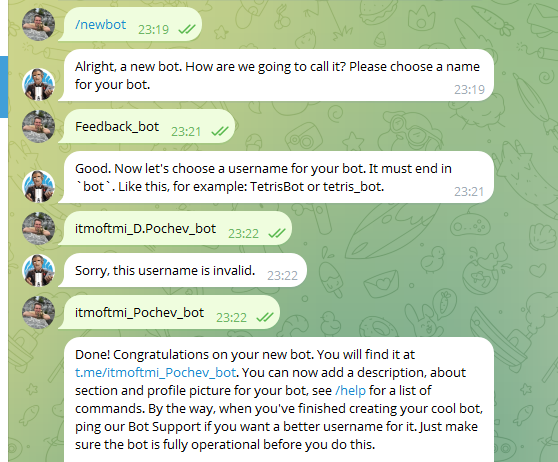 /newbot 23:19
Alright, a new bot. How are we going to call it? Please choose a name
for your bot. 23:19
Feedback_bot 23:21
Good. Now let's choose a username for your bot. It must end in
`bot`. Like this, for example: TetrisBot or tetris_bot. 23:21
itmoftmi_D.Pochev_bot 23:22
Sorry, this username is invalid. 23:22
itmoftmi_Pochev_bot 23:22
Done! Congratulations on your new bot. You will find it at
t.me/itmoftmi_Pochev_bot. You can now add a description, about
section and profile picture for your bot, see /help for a list of
commands. By the way, when you've finished creating your cool bot,
ping our Bot Support if you want a better username for it. Just make
sure the bot is fully operational before you do this.